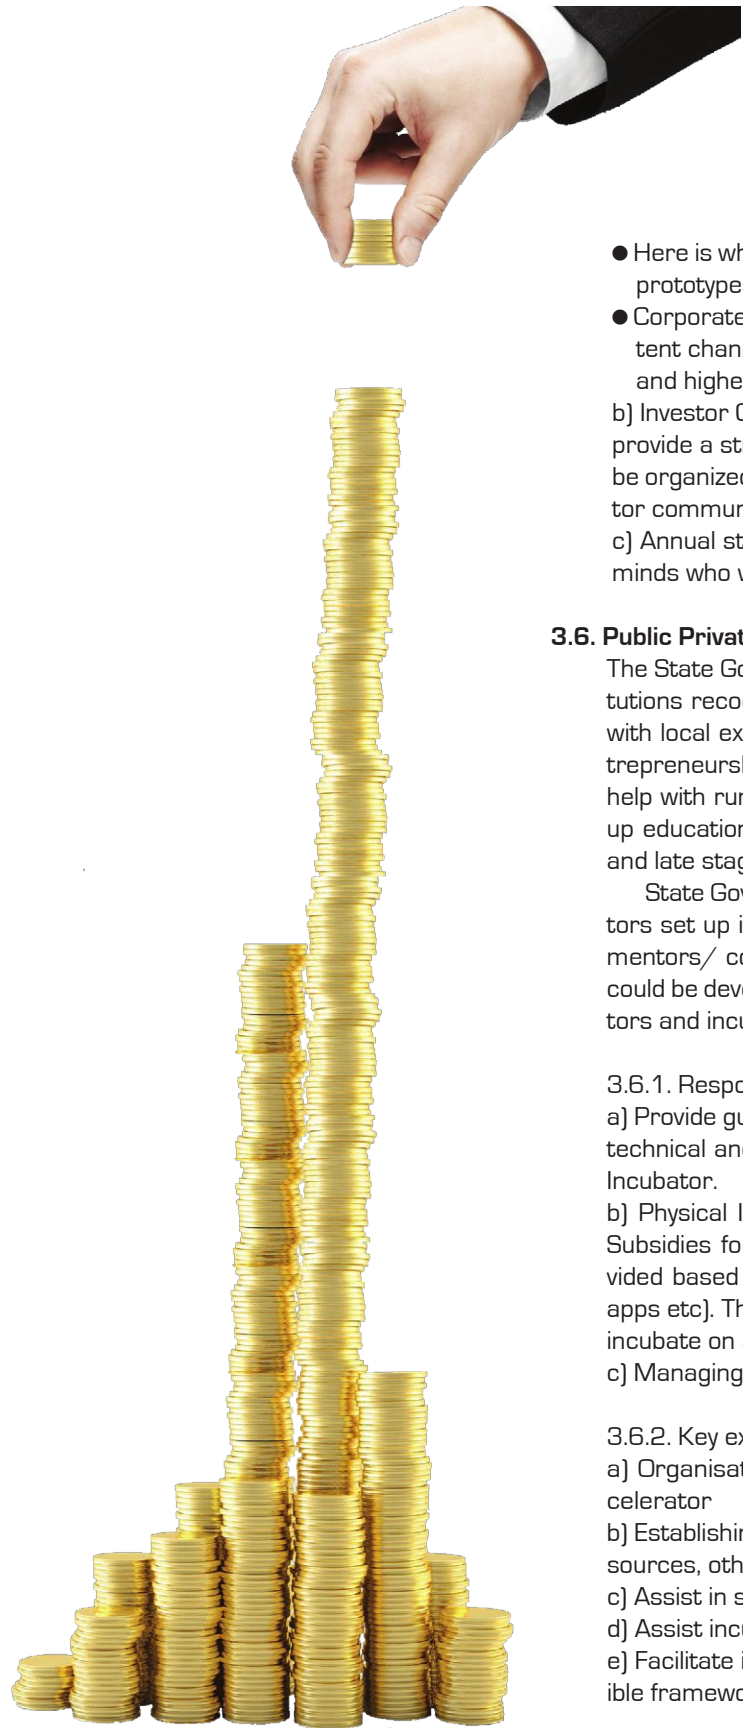 ● Here is wh
prototype
● Corporate
tent chan
and highe
b) Investor
provide a st
be organized
tor commun
c) Annual st
minds who w
3.6. Public Privat
The State Go
tutions reco
with local ex
trepreneursh
help with run
up education
and late stag
State Gov
tors set up i
mentors/ co
could be deve
tors and incu
3.6.1. Respo
a) Provide gu
technical and
Incubator.
b) Physical I
Subsidies fo
vided based
apps etc). Th
incubate on
c) Managing
3.6.2. Key ex
a) Organisat
celerator
b) Establishin
sources, oth
c) Assist in s
d) Assist incu
e) Facilitate i
ible framewo